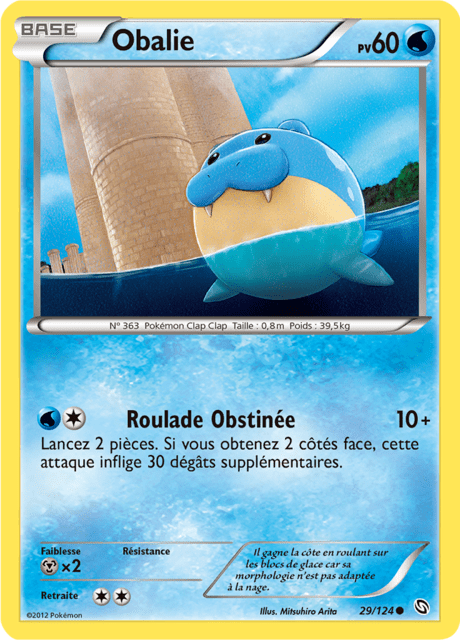 BASE
Obalie
PV60
N° 363 Pokémon Clap Clap Taille : 0,8m Poids : 39,5kg
Roulade Obstinée 10+
Lancez 2 pièces. Si vous obtenez 2 côtés face, cette
attaque inflige 30 dégâts supplémentaires.
Faiblesse
×2
Résistance
Retraite
Il gagne la côte en roulant sur
les blocs de glace car sa
morphologie n'est pas adaptée
à la nage.
©2012 Pokémon
Illus. Mitsuhiro Arita
29/124